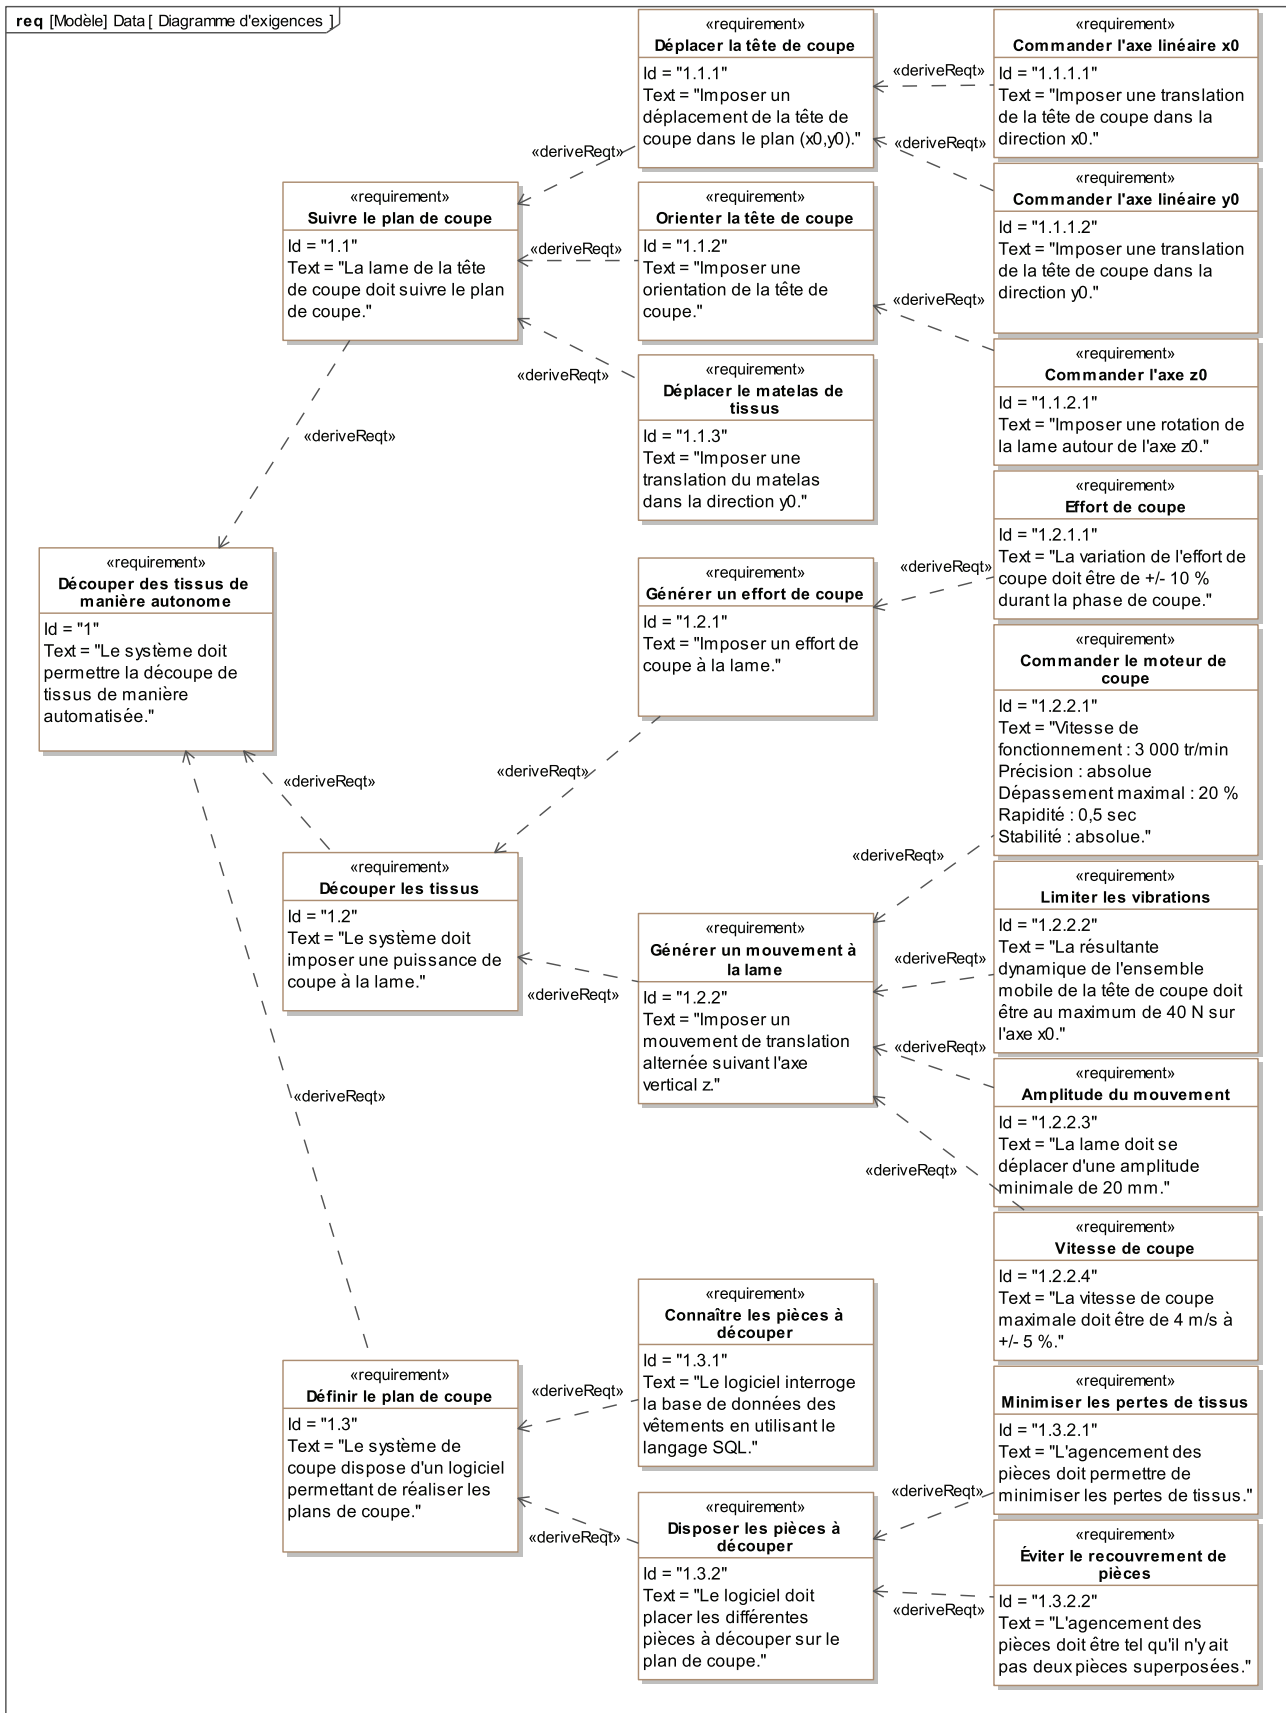 req [Modèle] Data [ Diagramme d'exigences ]
«requirement»
Déplacer la tête de coupe
Id = "1.1.1"
Text = "Imposer un
déplacement de la tête de
coupe dans le plan (x0,y0)."
«deriveReqt»
«requirement»
Commander l'axe linéaire x0
Id = "1.1.1.1"
Text = "Imposer une translation
de la tête de coupe dans la
direction x0."
«deriveReqt»
«deriveReqt»
«requirement»
Commander l'axe linéaire y0
Id = "1.1.1.2"
Text = "Imposer une translation
de la tête de coupe dans la
direction y0."
«requirement»
Suivre le plan de coupe
Id = "1.1"
Text = "La lame de la tête
de coupe doit suivre le plan
de coupe."
«deriveReqt»
«requirement»
Orienter la tête de coupe
Id = "1.1.2"
Text = "Imposer une
orientation de la tête de
coupe."
«deriveReqt»
«requirement»
Commander l'axe z0
Id = "1.1.2.1"
Text = "Imposer une rotation de
la lame autour de l'axe z0."
«deriveReqt»
«requirement»
Déplacer le matelas de
tissus
Id = "1.1.3"
Text = "Imposer une
translation du matelas
dans la direction y0."
«deriveReqt»
«requirement»
Effort de coupe
Id = "1.2.1.1"
Text = "La variation de l'effort de
coupe doit être de +/- 10 %
durant la phase de coupe."
«requirement»
Découper des tissus de
manière autonome
Id = "1"
Text = "Le système doit
permettre la découpe de
tissus de manière
automatisée."
«requirement»
Générer un effort de coupe
Id = "1.2.1"
Text = "Imposer un effort de
coupe à la lame."
«deriveReqt»
«requirement»
Commander le moteur de
coupe
Id = "1.2.2.1"
Text = "Vitesse de
fonctionnement : 3 000 tr/min
Précision : absolue
Dépassement maximal : 20 %
Rapidité : 0,5 sec
Stabilité : absolue."
«deriveReqt»
«deriveReqt»
«deriveReqt»
«requirement»
Découper les tissus
Id = "1.2"
Text = "Le système doit
imposer une puissance de
coupe à la lame."
«deriveReqt»
«requirement»
Générer un mouvement à
la lame
Id = "1.2.2"
Text = "Imposer un
mouvement de translation
alternée suivant l'axe
vertical z."
«deriveReqt»
«requirement»
Limiter les vibrations
Id = "1.2.2.2"
Text = "La résultante
dynamique de l'ensemble
mobile de la tête de coupe doit
être au maximum de 40 N sur
l'axe x0."
«deriveReqt»
«requirement»
Amplitude du mouvement
Id = "1.2.2.3"
Text = "La lame doit se
déplacer d'une amplitude
minimale de 20 mm."
«deriveReqt»
«deriveReqt»
«requirement»
Vitesse de coupe
Id = "1.2.2.4"
Text = "La vitesse de coupe
maximale doit être de 4 m/s à
+/- 5 %."
«requirement»
Définir le plan de coupe
Id = "1.3"
Text = "Le système de
coupe dispose d'un logiciel
permettant de réaliser les
plans de coupe."
«deriveReqt»
«requirement»
Connaître les pièces à
découper
Id = "1.3.1"
Text = "Le logiciel interroge
la base de données des
vêtements en utilisant le
langage SQL."
«requirement»
Minimiser les pertes de tissus
Id = "1.3.2.1"
Text = "L'agencement des
pièces doit permettre de
minimiser les pertes de tissus."
«deriveReqt»
«deriveReqt»
«requirement»
Disposer les pièces à
découper
Id = "1.3.2"
Text = "Le logiciel doit
placer les différentes
pièces à découper sur le
plan de coupe."
«deriveReqt»
«requirement»
Éviter le recouvrement de
pièces
Id = "1.3.2.2"
Text = "L'agencement des
pièces doit être tel qu'il n'y ait
pas deux pièces superposées."